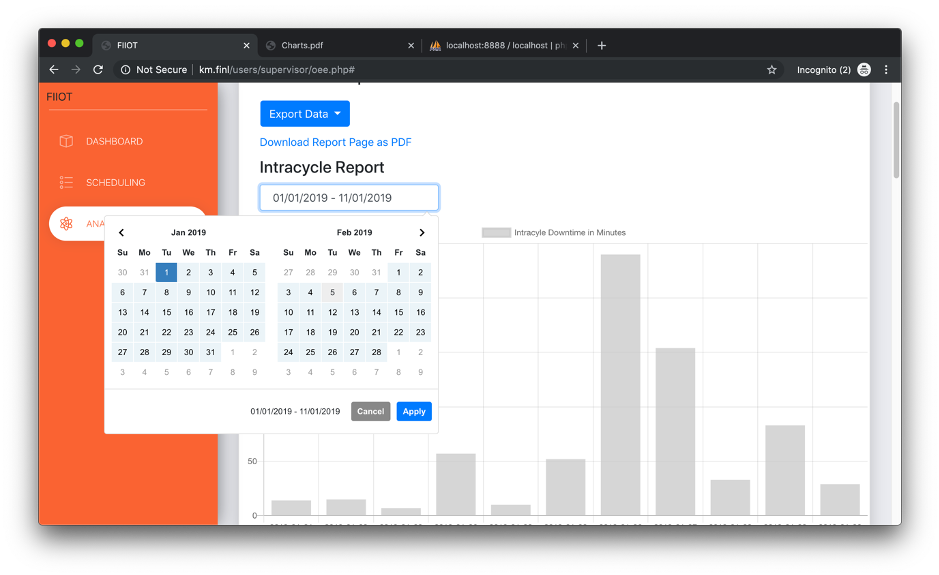 FIIOT
Charts.pdf
localhost:8888 / localhost | ph
Not Secure | km.finl/users/supervisor/oee.php#
Incognito (2)
FIIOT
DASHBOARD
SCHEDULING
ANA
Export Data
Download Report Page as PDF
Intracycle Report
01/01/2019 - 11/01/2019
Jan 2019
Su Mo Tu We Th Fr Sa
30 31 1 2 3 4 5
6 7 8 9 10 11 12
13 14 15 16 17 18 19
20 21 22 23 24 25 26
27 28 29 30 31 1 2
3 4 5 6 7 8 9
Feb 2019
Su Mo Tu We Th Fr Sa
27 28 29 30 31 1 2
3 4 5 6 7 8 9
10 11 12 13 14 15 16
17 18 19 20 21 22 23
24 25 26 27 28 1 2
3 4 5 6 7 8 9
01/01/2019 - 11/01/2019
Cancel
Apply
Intracyle Downtime in Minutes
50
0